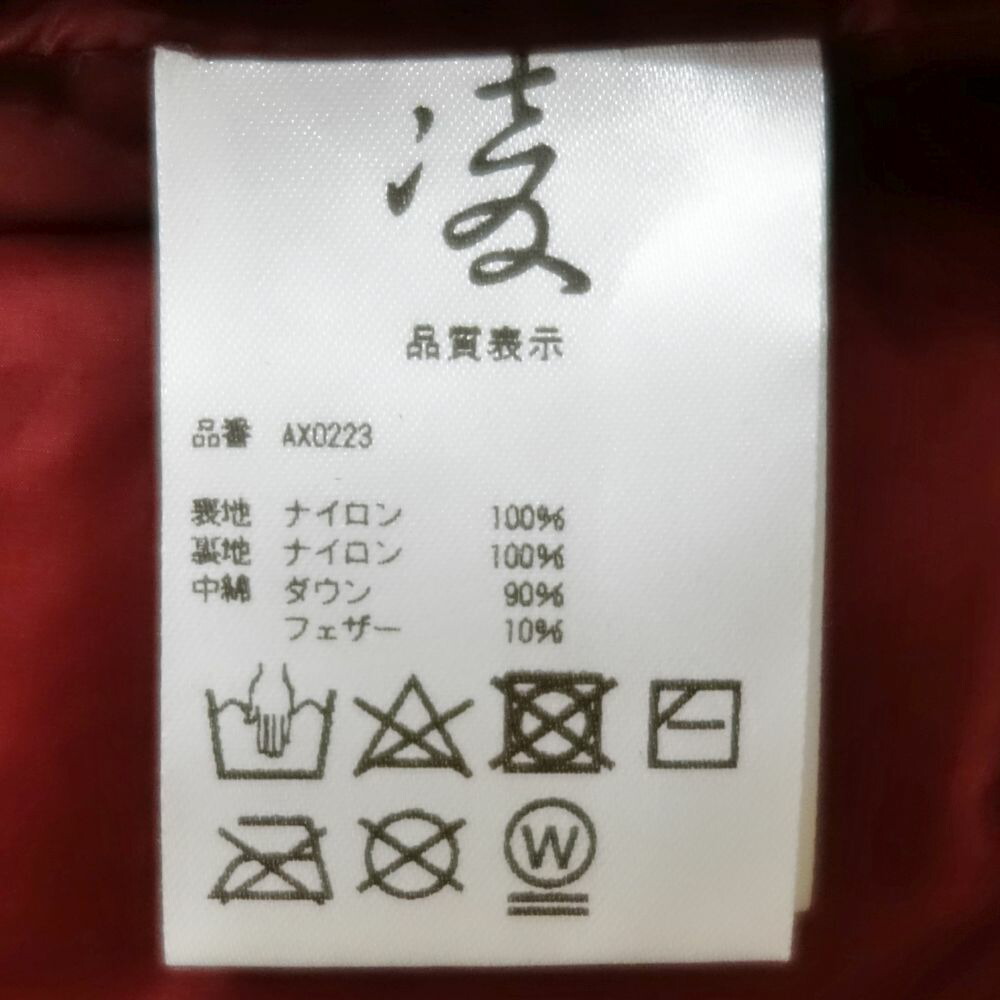 凌
品質表示
品番 AX0223
表地 ナイロン 100%
裏地 ナイロン 100%
中綿 ダウン 90%
フェザー 10%
W